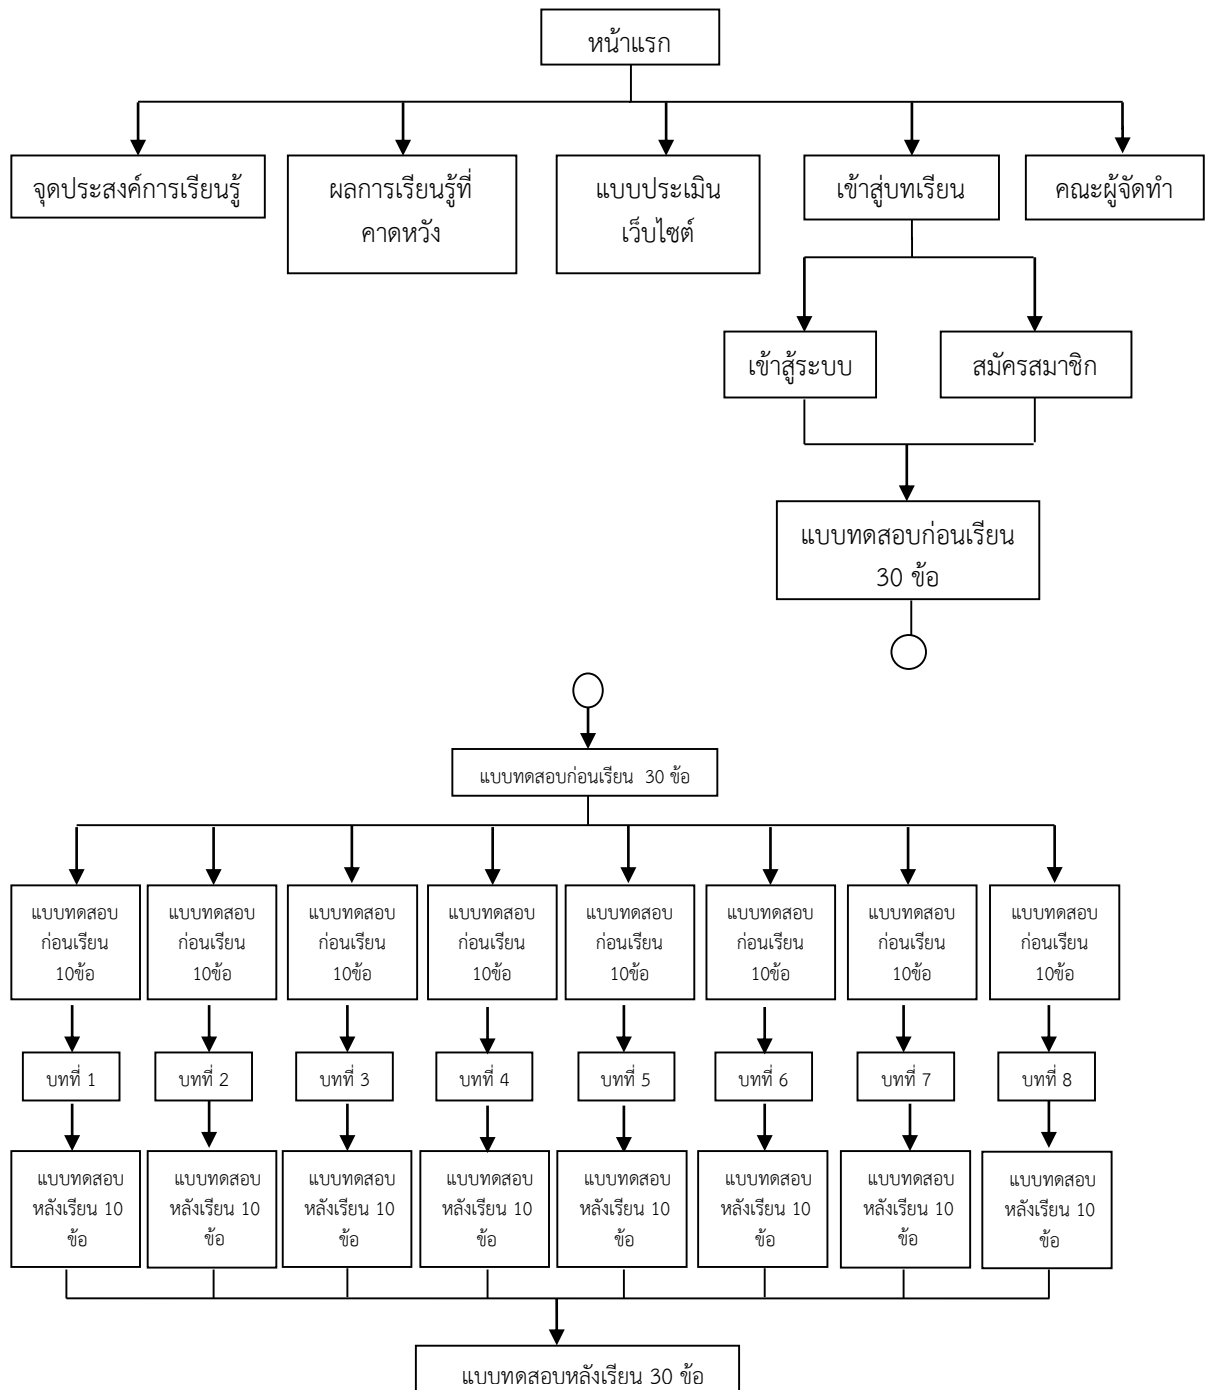 หน้าแรก
จุดประสงค์การเรียนรู้
ผลการเรียนรู้ที่
คาดหวัง
แบบประเมิน
เว็บไซต์
เข้าสู่บทเรียน
คณะผู้จัดทำ
เข้าสู้ระบบ
สมัครสมาชิก
แบบทดสอบก่อนเรียน
30 ข้อ
แบบทดสอบก่อนเรียน 30 ข้อ
แบบทดสอบ
ก่อนเรียน
10ข้อ
แบบทดสอบ
ก่อนเรียน
10ข้อ
แบบทดสอบ
ก่อนเรียน
10ข้อ
แบบทดสอบ
ก่อนเรียน
10ข้อ
แบบทดสอบ
ก่อนเรียน
10ข้อ
แบบทดสอบ
ก่อนเรียน
10ข้อ
แบบทดสอบ
ก่อนเรียน
10ข้อ
แบบทดสอบ
ก่อนเรียน
10ข้อ
บทที่ 1
บทที่ 2
บทที่ 3
บทที่ 4
บทที่ 5
บทที่ 6
บทที่ 7
บทที่ 8
แบบทดสอบ
หลังเรียน 10
ข้อ
แบบทดสอบ
หลังเรียน 10
ข้อ
แบบทดสอบ
หลังเรียน 10
ข้อ
แบบทดสอบ
หลังเรียน 10
ข้อ
แบบทดสอบ
หลังเรียน 10
ข้อ
แบบทดสอบ
หลังเรียน 10
ข้อ
แบบทดสอบ
หลังเรียน 10
ข้อ
แบบทดสอบ
หลังเรียน 10
ข้อ
แบบทดสอบหลังเรียน 30 ข้อ